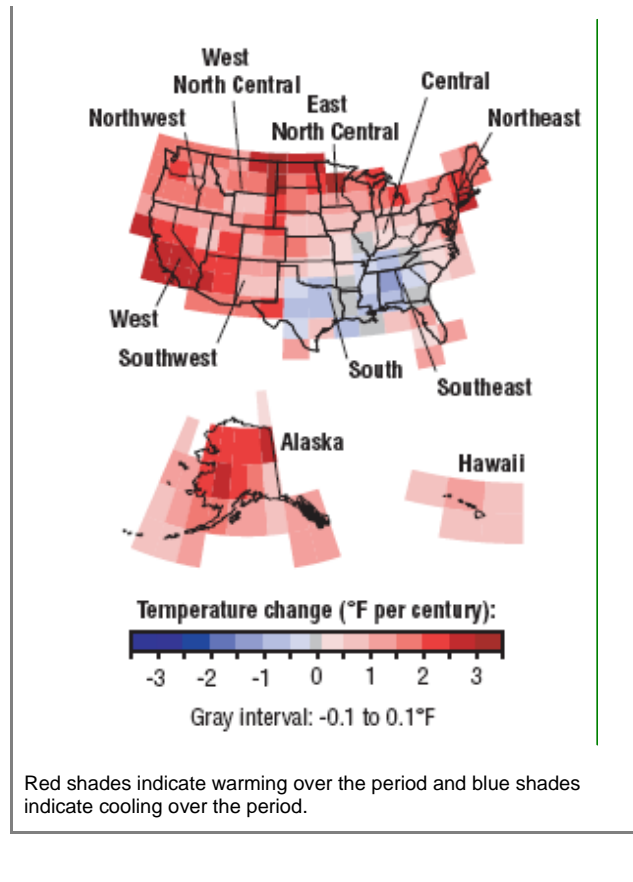 West
North Central
Central
East
North Central
Northwest
Northeast
West
Southwest
South
Southeast
Alaska
Hawaii
Temperature change (°F per century):
-3 -2 -1 0 1 2 3
Gray interval: -0.1 to 0.1°F
Red shades indicate warming over the period and blue shades
indicate cooling over the period.